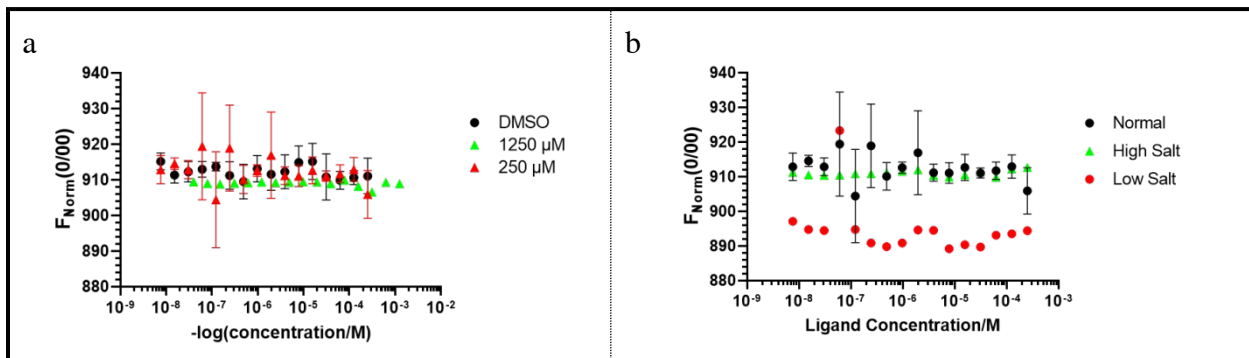 a
940
930
920
910
900
890
880
F_Norm(0/00)
10^-9 10^-8 10^-7 10^-6 10^-5 10^-4 10^-3 10^-2
-log(concentration/M)
DMSO
1250 µM
250 µM
b
940
930
920
910
900
890
880
F_Norm(0/00)
10^-9 10^-8 10^-7 10^-6 10^-5 10^-4 10^-3
Ligand Concentration/M
Normal
High Salt
Low Salt